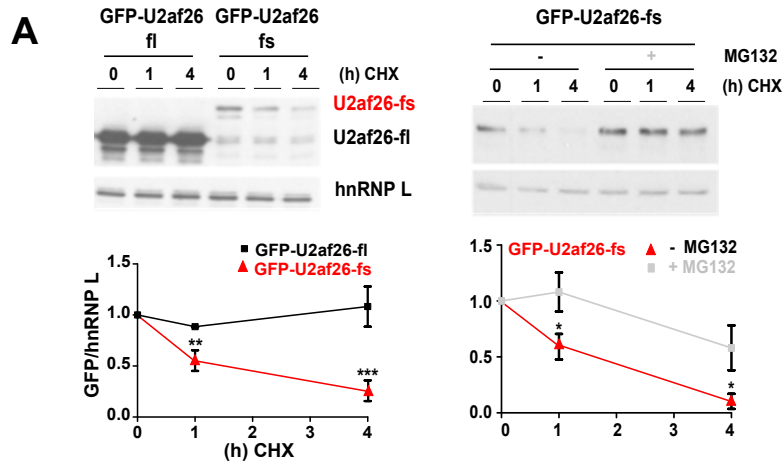 A
GFP-U2af26
fl
GFP-U2af26
fs
0 1 4 0 1 4 (h) CHX
U2af26-fs
U2af26-fl
hnRNP L
GFP-U2af26-fs
- + MG132
0 1 4 0 1 4 (h) CHX
GFP/hnRNP L
1.5
1.0
0.5
0.0
GFP-U2af26-fl
GFP-U2af26-fs
**
***
0 1 2 3 4
(h) CHX
1.5
1.0
0.5
0.0
GFP-U2af26-fs
- MG132
+ MG132
*
*
0 1 2 3 4